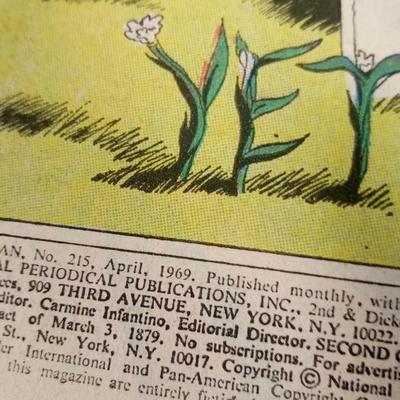 AN, No. 215, April, 1969. Published monthly, with
AL PERIODICAL PUBLICATIONS, INC., 2nd & Dick
ces, 909 THIRD AVENUE, NEW YORK, N.Y. 10022.
ditor. Carmine Infantino, Editorial Director. SECOND C
act of March 3, 1879. No subscriptions. For advertis
St., New York, N.Y. 10017. Copyright © National
er International and Pan-American Copyright
this magazine are entirely